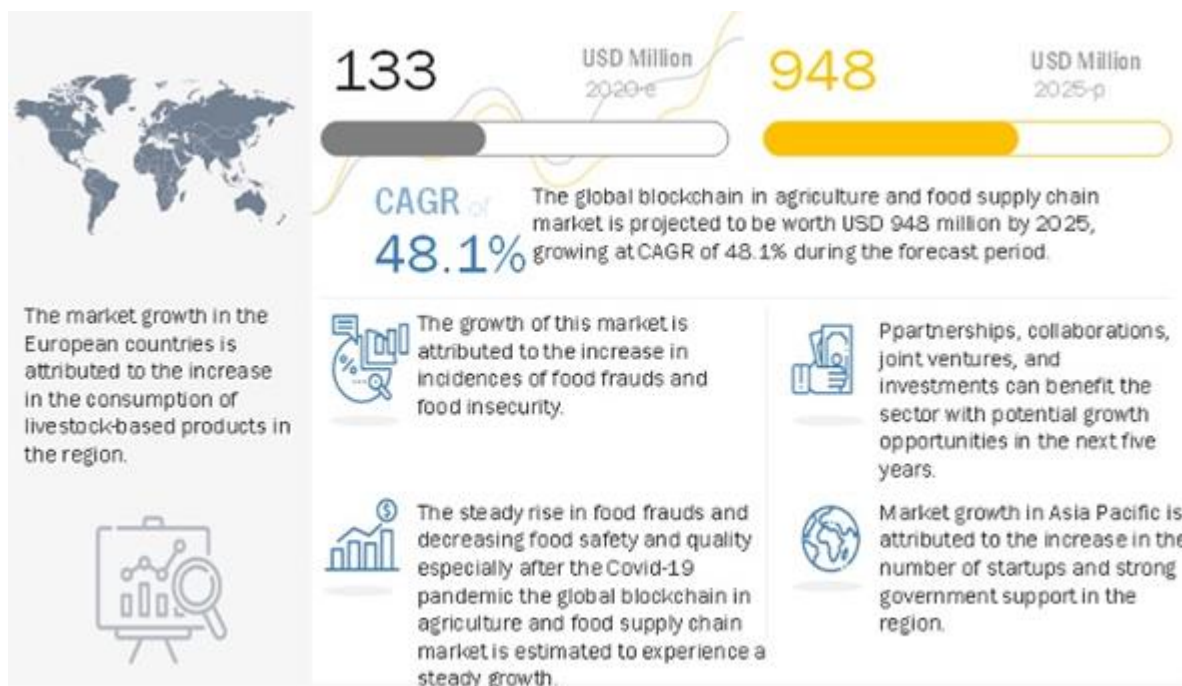 133
USD Million
2020-e
948
USD Million
2025-p
CAGR of
48.1%
The global blockchain in agriculture and food supply chain
market is projected to be worth USD 948 million by 2025,
growing at CAGR of 48.1% during the forecast period.
The market growth in the
European countries is
attributed to the increase
in the consumption of
livestock-based products in
the region.
The growth of this market is
attributed to the increase in
incidences of food frauds and
food insecurity.
Ppartnerships, collaborations,
joint ventures, and
investments can benefit the
sector with potential growth
opportunities in the next five
years.
The steady rise in food frauds and
decreasing food safety and quality
especially after the Covid-19
pandemic the global blockchain in
agriculture and food supply chain
market is estimated to experience a
steady growth.
Market growth in Asia Pacific is
attributed to the increase in the
number of startups and strong
government support in the
region.